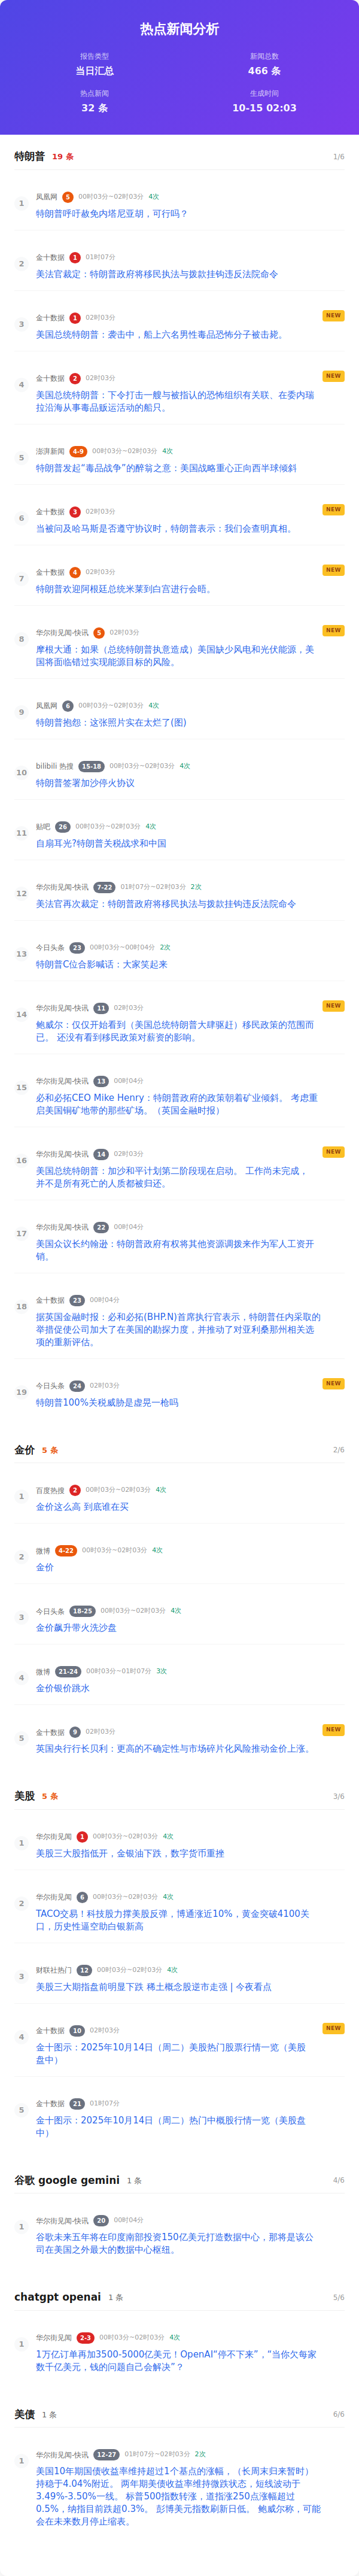 热点新闻分析
报告类型
当日汇总
新闻总数
466 条
热点新闻
32 条
生成时间
10-15 02:03
特朗普 19 条 1/6
1
凤凰网 5 00时03分~02时03分 4次
特朗普呼吁赦免内塔尼亚胡，可行吗？
2
金十数据 1 01时07分
美法官裁定：特朗普政府将移民执法与拨款挂钩违反法院命令
3
金十数据 1 02时03分 NEW
美国总统特朗普：袭击中，船上六名男性毒品恐怖分子被击毙。
4
金十数据 2 02时03分 NEW
美国总统特朗普：下令打击一艘与被指认的恐怖组织有关联、在委内瑞
拉沿海从事毒品贩运活动的船只。
5
澎湃新闻 4-9 00时03分~02时03分 4次
特朗普发起“毒品战争”的醉翁之意：美国战略重心正向西半球倾斜
6
金十数据 3 02时03分 NEW
当被问及哈马斯是否遵守协议时，特朗普表示：我们会查明真相。
7
金十数据 4 02时03分 NEW
特朗普欢迎阿根廷总统米莱到白宫进行会晤。
8
华尔街见闻-快讯 5 02时03分 NEW
摩根大通：如果（总统特朗普执意造成）美国缺少风电和光伏能源，美
国将面临错过实现能源目标的风险。
9
凤凰网 6 00时03分~02时03分 4次
特朗普抱怨：这张照片实在太烂了(图)
10
bilibili 热搜 15-18 00时03分~02时03分 4次
特朗普签署加沙停火协议
11
贴吧 26 00时03分~02时03分 4次
自扇耳光?特朗普关税战求和中国
12
华尔街见闻-快讯 7-22 01时07分~02时03分 2次
美法官再次裁定：特朗普政府将移民执法与拨款挂钩违反法院命令
13
今日头条 23 00时03分~00时04分 2次
特朗普C位合影喊话：大家笑起来
14
华尔街见闻-快讯 11 02时03分 NEW
鲍威尔：仅仅开始看到（美国总统特朗普大肆驱赶）移民政策的范围而
已。 还没有看到移民政策对薪资的影响。
15
华尔街见闻-快讯 13 00时04分
必和必拓CEO Mike Henry：特朗普政府的政策朝着矿业倾斜。 考虑重
启美国铜矿地带的那些矿场。（英国金融时报）
16
华尔街见闻-快讯 14 02时03分 NEW
美国总统特朗普：加沙和平计划第二阶段现在启动。 工作尚未完成，
并不是所有死亡的人质都被归还。
17
华尔街见闻-快讯 22 00时04分
美国众议长约翰逊：特朗普政府有权将其他资源调拨来作为军人工资开
销。
18
金十数据 23 00时04分
据英国金融时报：必和必拓(BHP.N)首席执行官表示，特朗普任内采取的
举措促使公司加大了在美国的勘探力度，并推动了对亚利桑那州相关选
项的重新评估。
19
今日头条 24 02时03分 NEW
特朗普100%关税威胁是虚晃一枪吗
金价 5 条 2/6
1
百度热搜 2 00时03分~02时03分 4次
金价这么高 到底谁在买
2
微博 4-22 00时03分~02时03分 4次
金价
3
今日头条 18-25 00时03分~02时03分 4次
金价飙升带火洗沙盘
4
微博 21-24 00时03分~01时07分 3次
金价银价跳水
5
金十数据 9 02时03分 NEW
英国央行行长贝利：更高的不确定性与市场碎片化风险推动金价上涨。
美股 5 条 3/6
1
华尔街见闻 1 00时03分~02时03分 4次
美股三大股指低开，金银油下跌，数字货币重挫
2
华尔街见闻 6 00时03分~02时03分 4次
TACO交易！科技股力撑美股反弹，博通涨近10%，黄金突破4100关
口，历史性逼空助白银新高
3
财联社热门 12 00时03分~02时03分 4次
美股三大期指盘前明显下跌 稀土概念股逆市走强 | 今夜看点
4
金十数据 10 02时03分 NEW
金十图示：2025年10月14日（周二）美股热门股票行情一览（美股
盘中）
5
金十数据 21 01时07分
金十图示：2025年10月14日（周二）热门中概股行情一览（美股盘
中）
谷歌 google gemini 1 条 4/6
1
华尔街见闻-快讯 20 00时04分
谷歌未来五年将在印度南部投资150亿美元打造数据中心，那将是该公
司在美国之外最大的数据中心枢纽。
chatgpt openai 1 条 5/6
1
华尔街见闻 2-3 00时03分~02时03分 4次
1万亿订单再加3500-5000亿美元！OpenAI“停不下来”，“当你欠每家
数千亿美元，钱的问题自己会解决”？
美债 1 条 6/6
1
华尔街见闻-快讯 12-27 01时07分~02时03分 2次
美国10年期国债收益率维持超过1个基点的涨幅，（长周末归来暂时）
持稳于4.04%附近。 两年期美债收益率维持微跌状态，短线波动于
3.49%-3.50%一线。 标普500指数转涨，道指涨250点涨幅超过
0.5%，纳指目前跌超0.3%。 彭博美元指数刷新日低。 鲍威尔称，可能
会在未来数月停止缩表。